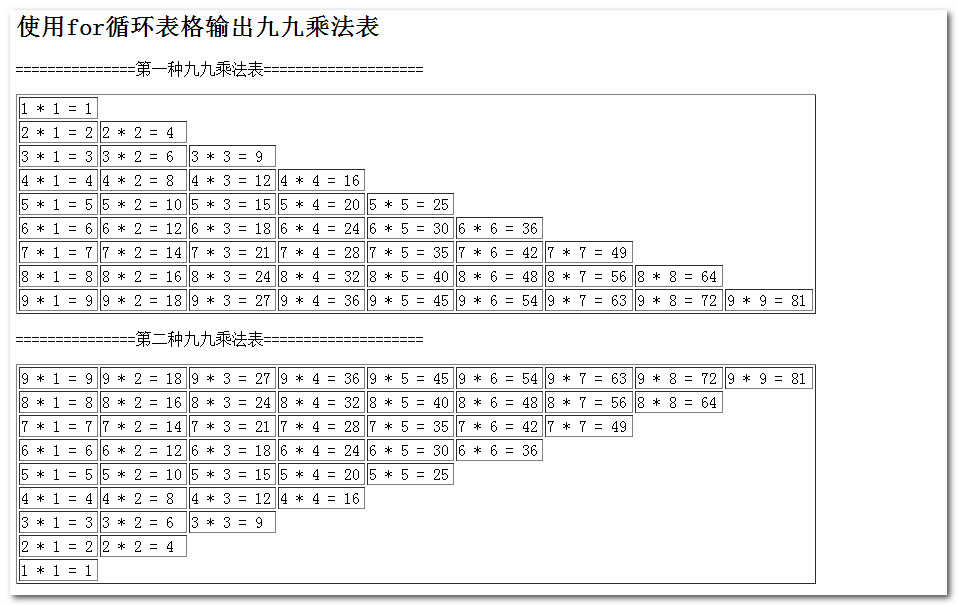 使用for循环表格输出九九乘法表
===============第一种九九乘法表====================
1 * 1 = 1
2 * 1 = 2 2 * 2 = 4
3 * 1 = 3 3 * 2 = 6 3 * 3 = 9
4 * 1 = 4 4 * 2 = 8 4 * 3 = 12 4 * 4 = 16
5 * 1 = 5 5 * 2 = 10 5 * 3 = 15 5 * 4 = 20 5 * 5 = 25
6 * 1 = 6 6 * 2 = 12 6 * 3 = 18 6 * 4 = 24 6 * 5 = 30 6 * 6 = 36
7 * 1 = 7 7 * 2 = 14 7 * 3 = 21 7 * 4 = 28 7 * 5 = 35 7 * 6 = 42 7 * 7 = 49
8 * 1 = 8 8 * 2 = 16 8 * 3 = 24 8 * 4 = 32 8 * 5 = 40 8 * 6 = 48 8 * 7 = 56 8 * 8 = 64
9 * 1 = 9 9 * 2 = 18 9 * 3 = 27 9 * 4 = 36 9 * 5 = 45 9 * 6 = 54 9 * 7 = 63 9 * 8 = 72 9 * 9 = 81
===============第二种九九乘法表====================
9 * 1 = 9 9 * 2 = 18 9 * 3 = 27 9 * 4 = 36 9 * 5 = 45 9 * 6 = 54 9 * 7 = 63 9 * 8 = 72 9 * 9 = 81
8 * 1 = 8 8 * 2 = 16 8 * 3 = 24 8 * 4 = 32 8 * 5 = 40 8 * 6 = 48 8 * 7 = 56 8 * 8 = 64
7 * 1 = 7 7 * 2 = 14 7 * 3 = 21 7 * 4 = 28 7 * 5 = 35 7 * 6 = 42 7 * 7 = 49
6 * 1 = 6 6 * 2 = 12 6 * 3 = 18 6 * 4 = 24 6 * 5 = 30 6 * 6 = 36
5 * 1 = 5 5 * 2 = 10 5 * 3 = 15 5 * 4 = 20 5 * 5 = 25
4 * 1 = 4 4 * 2 = 8 4 * 3 = 12 4 * 4 = 16
3 * 1 = 3 3 * 2 = 6 3 * 3 = 9
2 * 1 = 2 2 * 2 = 4
1 * 1 = 1